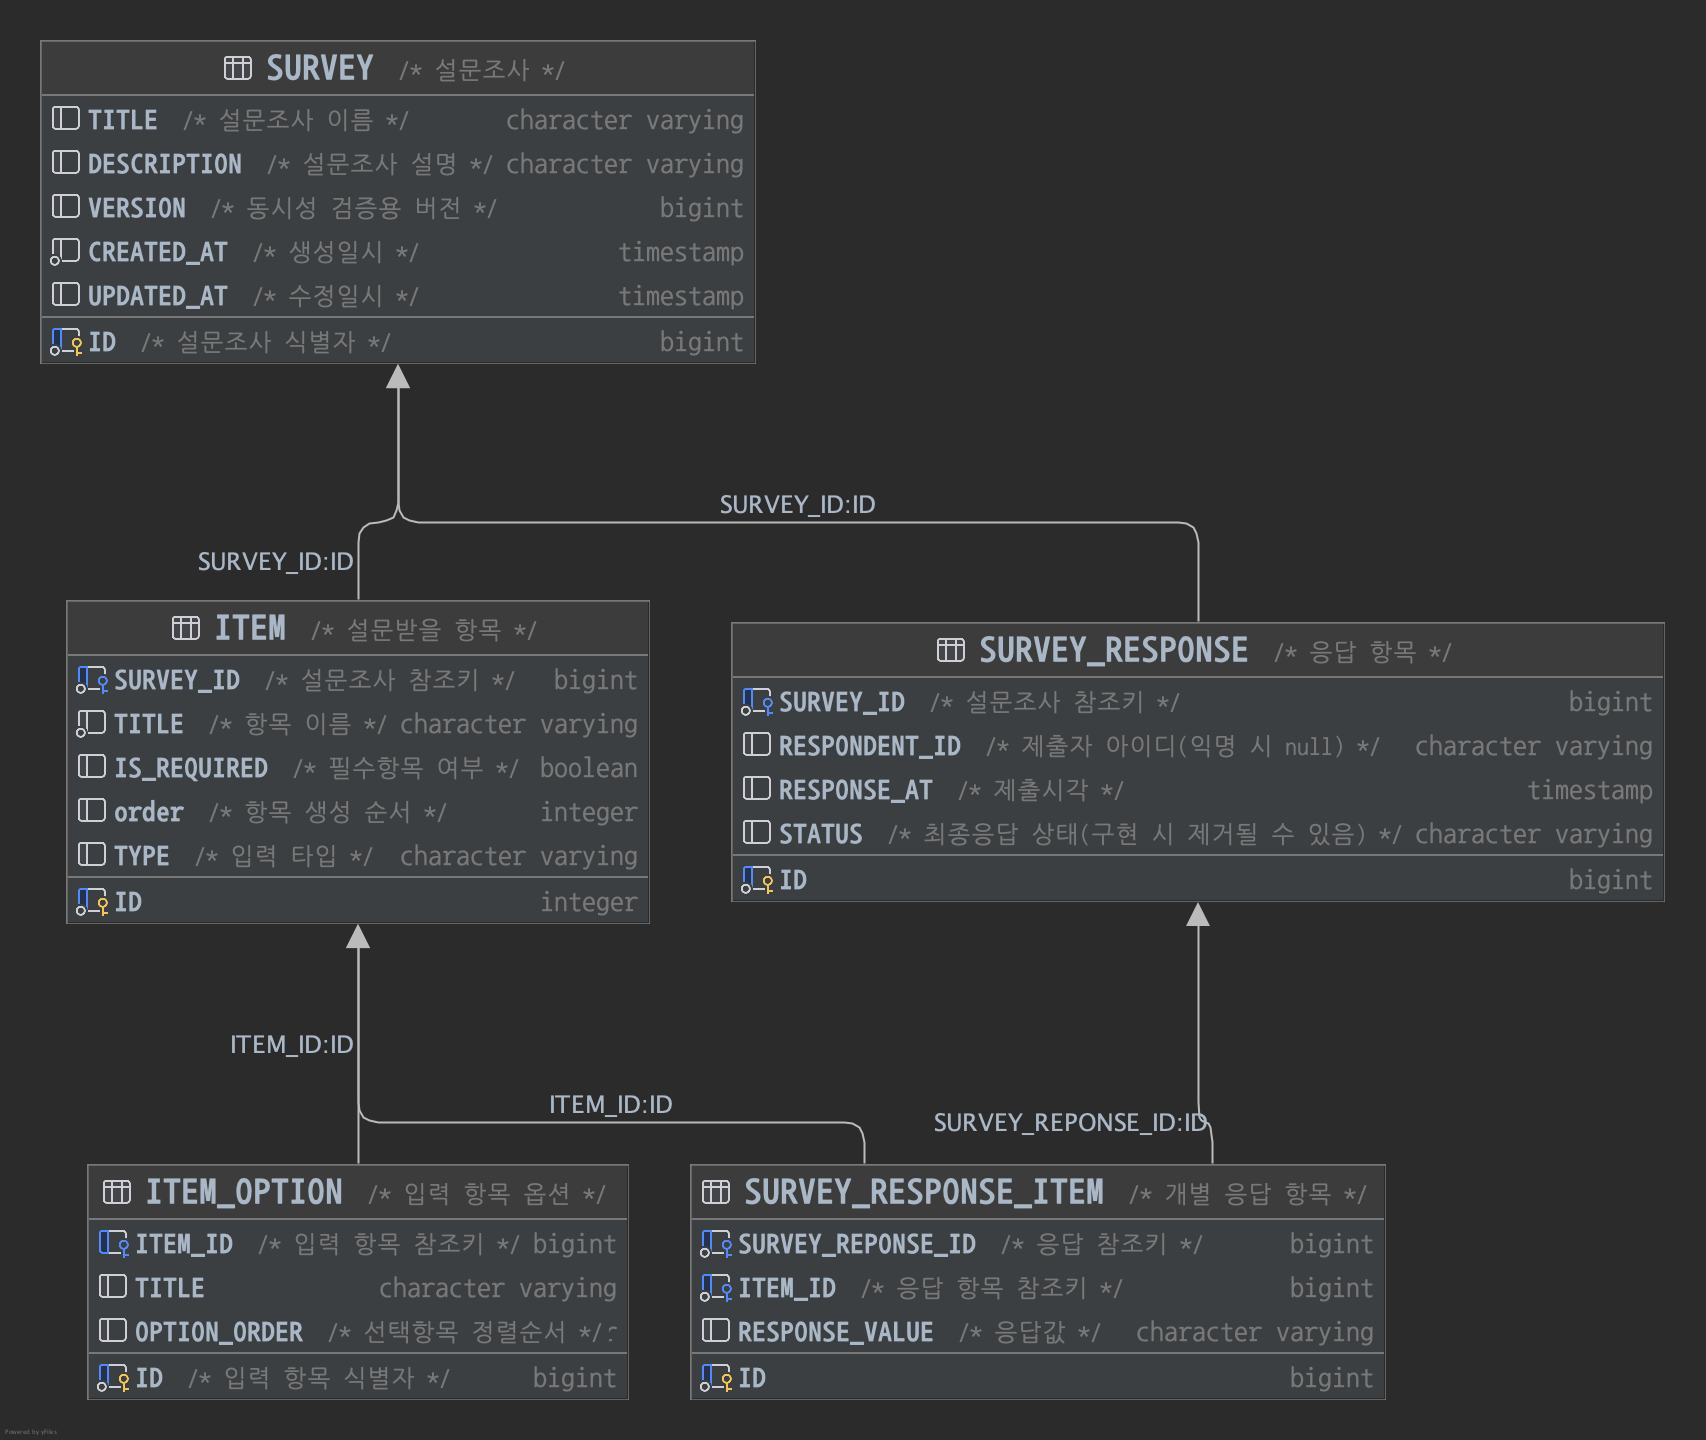 SURVEY /* 설문조사 */
TITLE /* 설문조사 이름 */ character varying
DESCRIPTION /* 설문조사 설명 */ character varying
VERSION /* 동시성 검증용 버전 */ bigint
CREATED_AT /* 생성일시 */ timestamp
UPDATED_AT /* 수정일시 */ timestamp
ID /* 설문조사 식별자 */ bigint
SURVEY_ID:ID
SURVEY_ID:ID
ITEM /* 설문받을 항목 */
SURVEY_ID /* 설문조사 참조키 */ bigint
TITLE /* 항목 이름 */ character varying
IS_REQUIRED /* 필수항목 여부 */ boolean
order /* 항목 생성 순서 */ integer
TYPE /* 입력 타입 */ character varying
ID integer
SURVEY_RESPONSE /* 응답 항목 */
SURVEY_ID /* 설문조사 참조키 */ bigint
RESPONDENT_ID /* 제출자 아이디(익명 시 null) */ character varying
RESPONSE_AT /* 제출시각 */ timestamp
STATUS /* 최종응답 상태(구현 시 제거될 수 있음) */ character varying
ID bigint
ITEM_ID:ID
ITEM_ID:ID
SURVEY_REPONSE_ID:ID
ITEM_OPTION /* 입력 항목 옵션 */
ITEM_ID /* 입력 항목 참조키 */ bigint
TITLE character varying
OPTION_ORDER /* 선택항목 정렬순서 */
ID /* 입력 항목 식별자 */ bigint
SURVEY_RESPONSE_ITEM /* 개별 응답 항목 */
SURVEY_REPONSE_ID /* 응답 참조키 */ bigint
ITEM_ID /* 응답 항목 참조키 */ bigint
RESPONSE_VALUE /* 응답값 */ character varying
ID bigint
Powered by yFiles